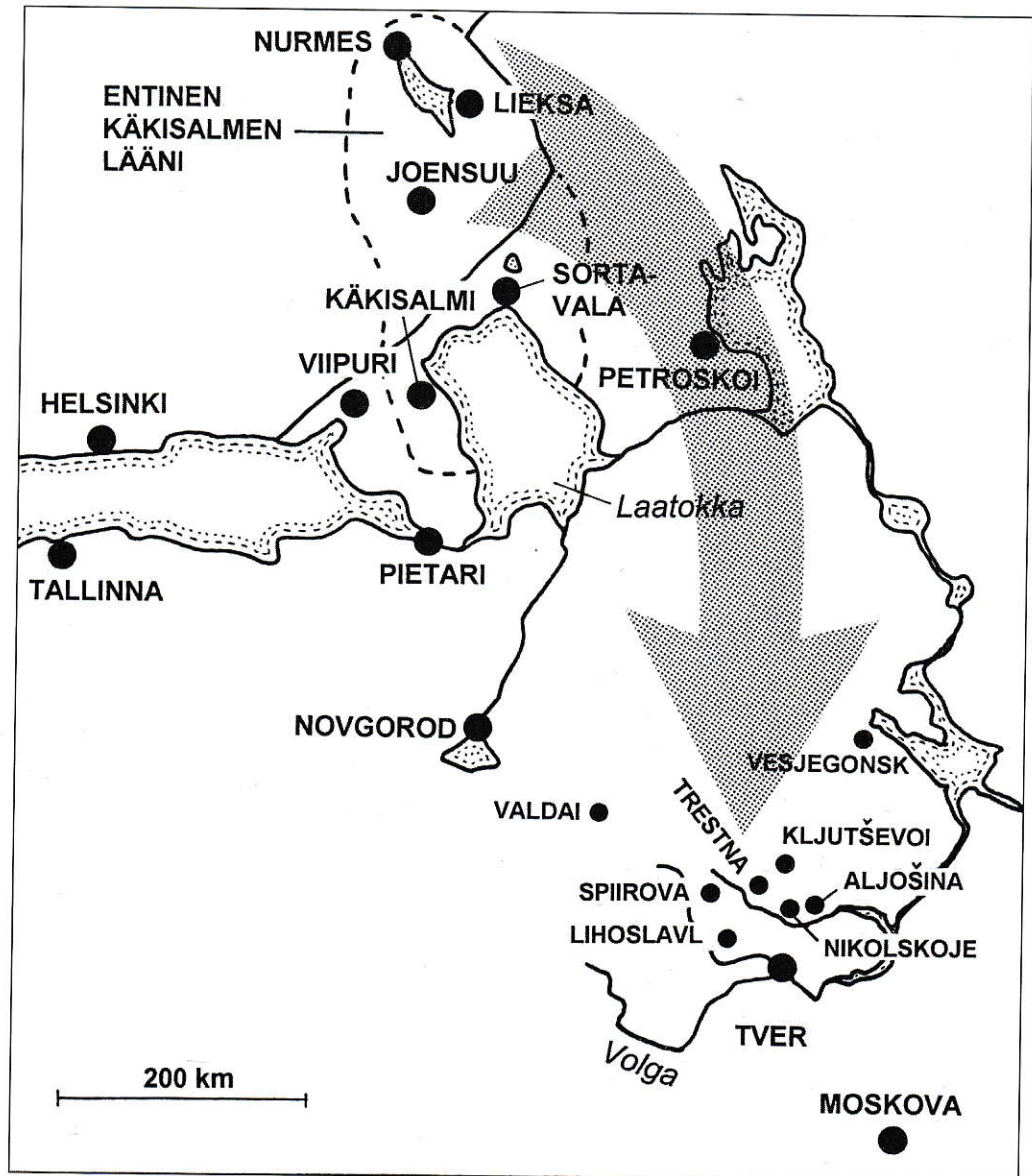 NURMES
ENTINEN
KÄKISALMEN
LÄÄNI
LIEKSA
JOENSUU
SORTA-
VALA
KÄKISALMI
VIIPURI
HELSINKI
PETROSKOI
Laatokka
PIETARI
TALLINNA
NOVGOROD
VESJEGONSK
VALDAI
TRESTNA
KLJUTŠEVOI
SPIIROVA
ALJOŠINA
LIHOSLAVL
NIKOLSKOJE
TVER
Volga
200 km
MOSKOVA